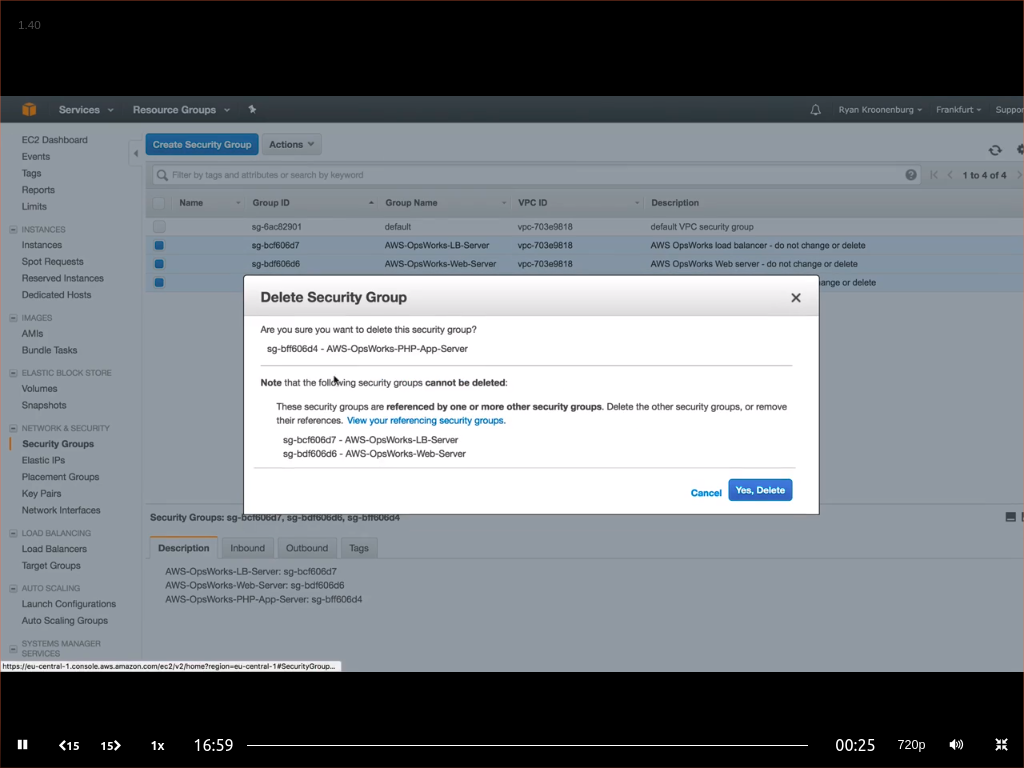 1.40
Services Resource Groups Ryan Kroonenburg Frankfurt
EC2 Dashboard
Events
Tags
Reports
Limits
INSTANCES
Instances
Spot Requests
Reserved Instances
Dedicated Hosts
IMAGES
AMIs
Bundle Tasks
ELASTIC BLOCK STORE
Volumes
Snapshots
NETWORK & SECURITY
Security Groups
Elastic IPs
Placement Groups
Key Pairs
Network Interfaces
LOAD BALANCING
Load Balancers
Target Groups
AUTO SCALING
Launch Configurations
Auto Scaling Groups
SYSTEMS MANAGER
SERVICES
Create Security Group Actions
Filter by tags and attributes or search by keyword 1 to 4 of 4
Name Group ID Group Name VPC ID Description
sg-6ac82901 default vpc-703e9818 default VPC security group
sg-bcf606d7 AWS-OpsWorks-LB-Server vpc-703e9818 AWS OpsWorks load balancer - do not change or delete
sg-bdf606d6 AWS-OpsWorks-Web-Server vpc-703e9818 AWS OpsWorks Web server - do not change or delete
or delete
Delete Security Group
Are you sure you want to delete this security group?
sg-bff606d4 - AWS-OpsWorks-PHP-App-Server
Note that the following security groups cannot be deleted:
These security groups are referenced by one or more other security groups. Delete the other security groups, or remove
their references. View your referencing security groups.
sg-bcf606d7 - AWS-OpsWorks-LB-Server
sg-bdf606d6 - AWS-OpsWorks-Web-Server
Cancel Yes, Delete
Security Groups: sg-bcf606d7, sg-bdf606d6, sg-bff606d4
Description Inbound Outbound Tags
AWS-OpsWorks-LB-Server: sg-bcf606d7
AWS-OpsWorks-Web-Server: sg-bdf606d6
AWS-OpsWorks-PHP-App-Server: sg-bff606d4
https://eu-central-1.console.aws.amazon.com/ec2/v2/home?region=eu-central-1#SecurityGroup...
15 15 1x 16:59 00:25 720p